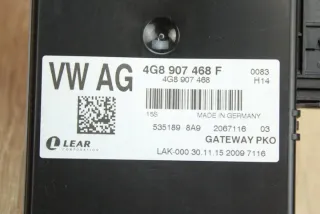 VW AG
4G8 907 468 F
0083
4G8 907 468
H14
156
MADE IN GERMANY
535189 8A9 2067116 03
LEAR
CORPORATION
GATEWAY PKO
LAK-000 30.11.15 2009 7116